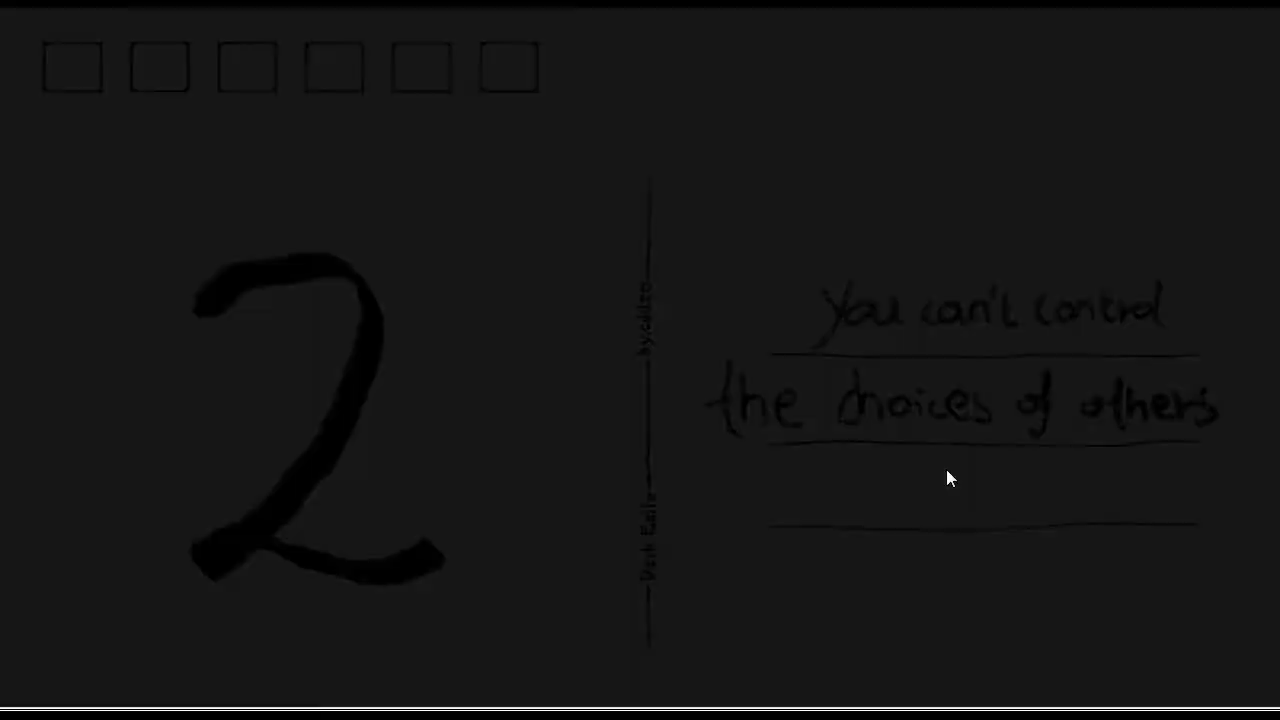 2
you can't control
the choices of others